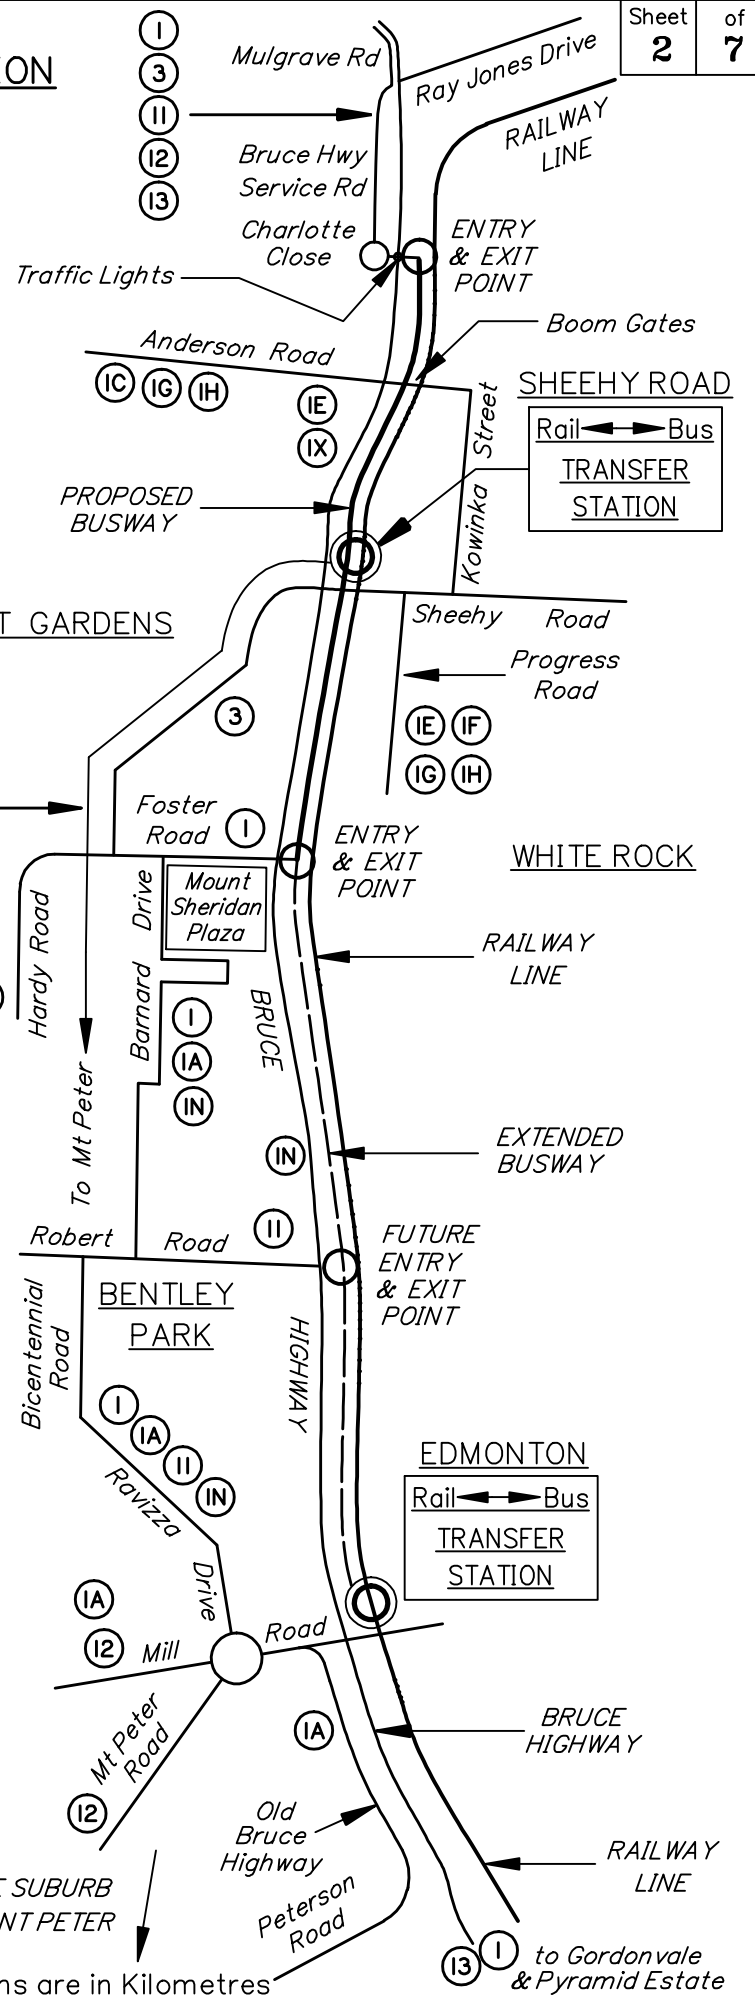 Sheet
2
of
7
ION
1
3
11
12
13
Mulgrave Rd
Ray Jones Drive
RAILWAY
LINE
Bruce Hwy
Service Rd
Charlotte
Close
ENTRY
& EXIT
POINT
Traffic Lights
Boom Gates
Anderson Road
1C
1G
1H
1E
1X
Kowinka Street
SHEEHY ROAD
Rail Bus
TRANSFER
STATION
PROPOSED
BUSWAY
T GARDENS
Sheehy Road
Progress
Road
1E
1F
1G
1H
3
Foster
Road
1
ENTRY
& EXIT
POINT
WHITE ROCK
Mount
Sheridan
Plaza
Hardy Road
Barnard Drive
RAILWAY
LINE
BRUCE
1
1A
1N
To Mt Peter
1N
EXTENDED
BUSWAY
11
Robert Road
FUTURE
ENTRY
& EXIT
POINT
BENTLEY
PARK
Bicentennial
Road
HIGHWAY
1
1A
11
1N
Ravizza
Drive
EDMONTON
Rail Bus
TRANSFER
STATION
1A
12
Mill Road
Mt Peter
Road
12
1A
BRUCE
HIGHWAY
Old
Bruce
Highway
RAILWAY
LINE
Peterson
Road
E SUBURB
NT PETER
13
1
to Gordonvale
& Pyramid Estate
ns are in Kilometres